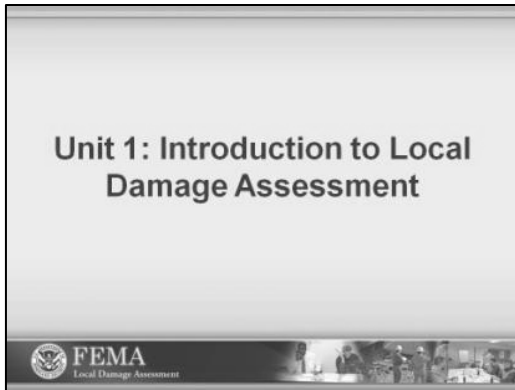 Unit 1: Introduction to Local
Damage Assessment
FEMA
Local Damage Assessment